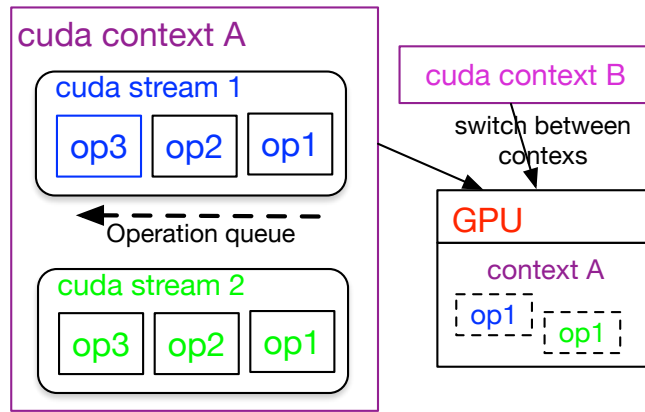 cuda context A
cuda stream 1
op3 op2 op1
Operation queue
cuda stream 2
op3 op2 op1
cuda context B
switch between
contexs
GPU
context A
op1
op1